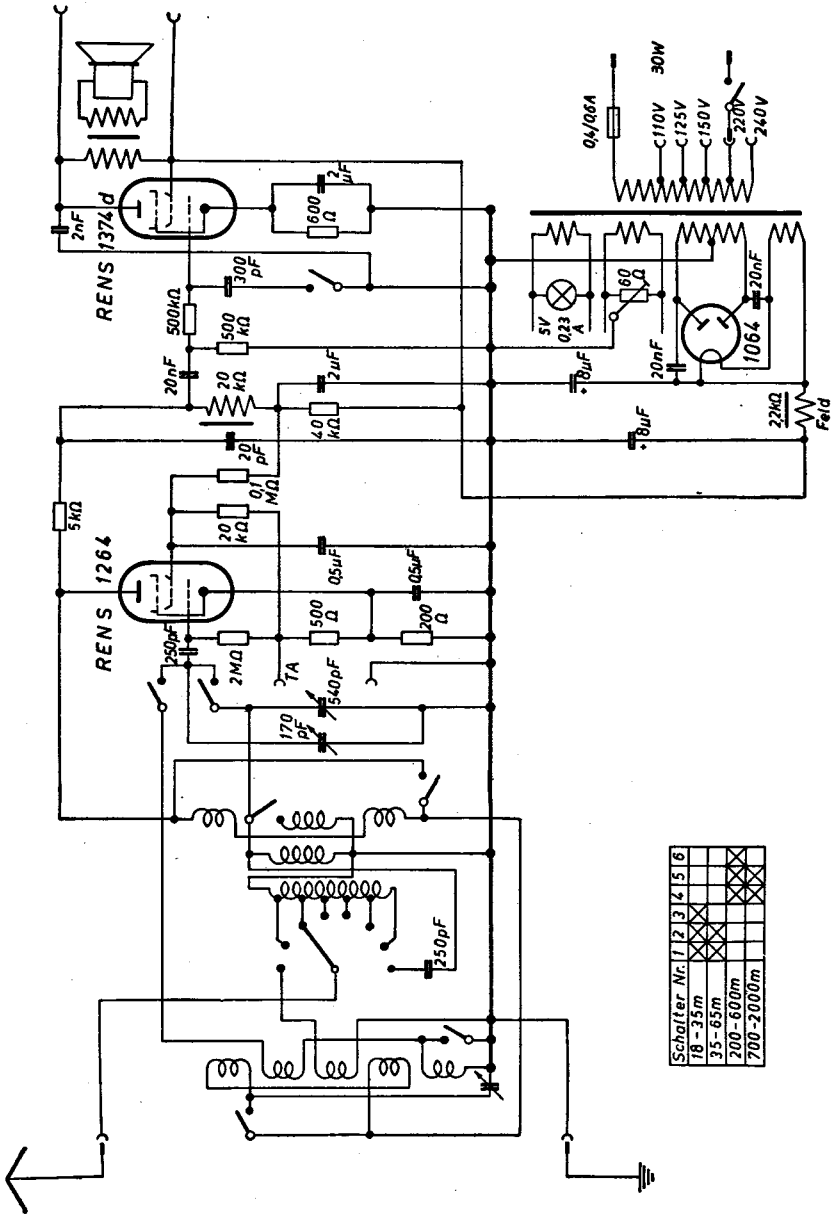 RENS 1264
RENS 1374 d
5kΩ
250pF
2MΩ
TA
540pF
170 pF
20 kΩ
0,1 MΩ
20 pF
0,5µF
0,5µF
500 Ω
200 Ω
20nF
20 kΩ
40 kΩ
2µF
500kΩ
500 kΩ
300 pF
2nF
600 Ω
2 µF
250pF
8µF
+
8µF
+
2,2kΩ
Feld
20nF
20nF
1064
60 Ω
5V
0,23 A
0,4/0,6A
30W
110V
125V
150V
220V
240V
Schalter Nr. 1 2 3 4 5 6
18-35m
35-65m
200-600m
700-2000m